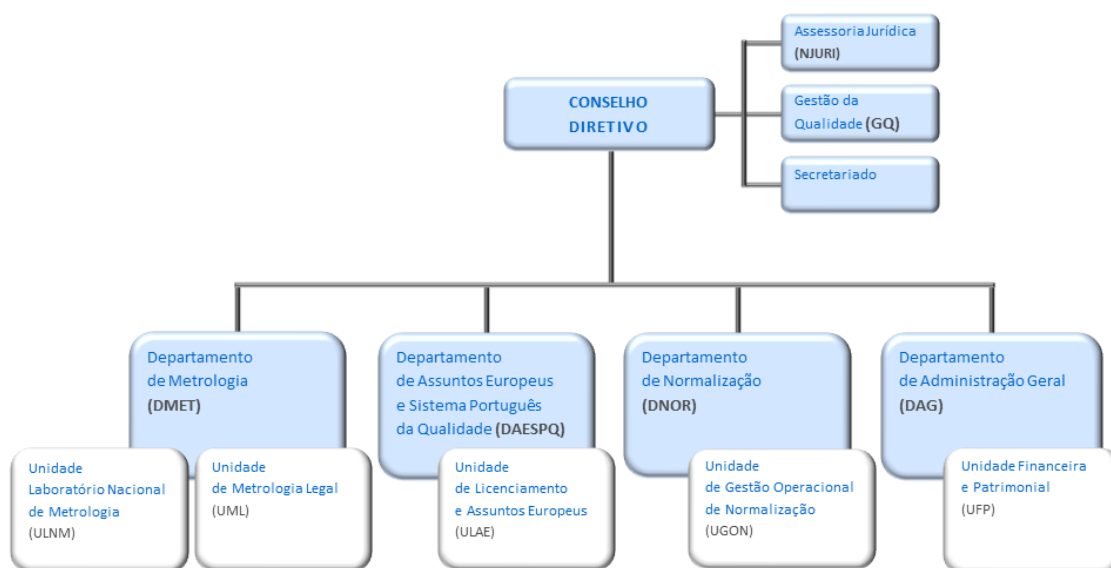 Assessoria Jurídica
(NJURI)
CONSELHO
DIRETIVO
Gestão da
Qualidade (GQ)
Secretariado
Departamento
de Metrologia
(DMET)
Departamento
de Assuntos Europeus
e Sistema Português
da Qualidade (DAESPQ)
Departamento
de Normalização
(DNOR)
Departamento
de Administração Geral
(DAG)
Unidade
Laboratório Nacional
de Metrologia
(ULNM)
Unidade
de Metrologia Legal
(UML)
Unidade
de Licenciamento
e Assuntos Europeus
(ULAE)
Unidade
de Gestão Operacional
de Normalização
(UGON)
Unidade Financeira
e Patrimonial
(UFP)